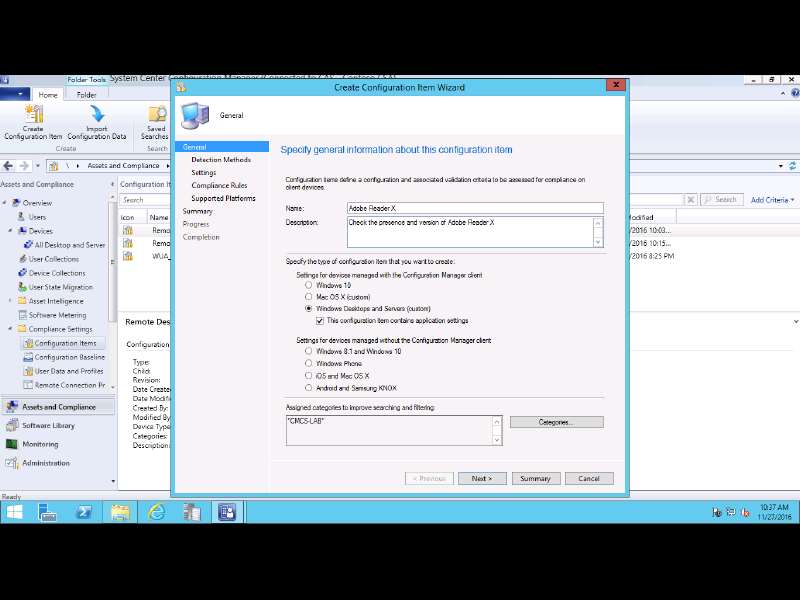 Folder Tools
System Center Configuration Manager (Connected to CAS - Contoso CSA)
Create Configuration Item Wizard
Home
Folder
Create
Configuration Item
Import
Configuration Data
Saved
Searches
Create
Search
General
\ Assets and Compliance
Assets and Compliance
Overview
Users
Devices
All Desktop and Server
User Collections
Device Collections
User State Migration
Asset Intelligence
Software Metering
Compliance Settings
Configuration Items
Configuration Baseline
User Data and Profiles
Remote Connection Pr
Assets and Compliance
Software Library
Monitoring
Administration
Ready
Configuration It
Search
Icon
Name
Remo
Remo
WUA_
Remote Des
Configuration
Type:
Child:
Revision:
Date Created
Date Modified
Created By:
Modified By
Device Type
Categories:
Description:
General
Detection Methods
Settings
Compliance Rules
Supported Platforms
Summary
Progress
Completion
Specify general information about this configuration item
Configuration items define a configuration and associated validation criteria to be assessed for compliance on
client devices.
Name:
Adobe Reader X
Description:
Check the presence and version of Adobe Reader X
Specify the type of configuration item that you want to create:
Settings for devices managed with the Configuration Manager client
Windows 10
Mac OS X (custom)
Windows Desktops and Servers (custom)
This configuration item contains application settings
Settings for devices managed without the Configuration Manager client
Windows 8.1 and Windows 10
Windows Phone
iOS and Mac OS X
Android and Samsung KNOX
Assigned categories to improve searching and filtering:
"CMCS-LAB"
Categories...
< Previous
Next >
Summary
Cancel
Search
Add Criteria
Modified
/2016 10:03...
/2016 10:15...
/2016 8:25 PM
10:37 AM
11/27/2016